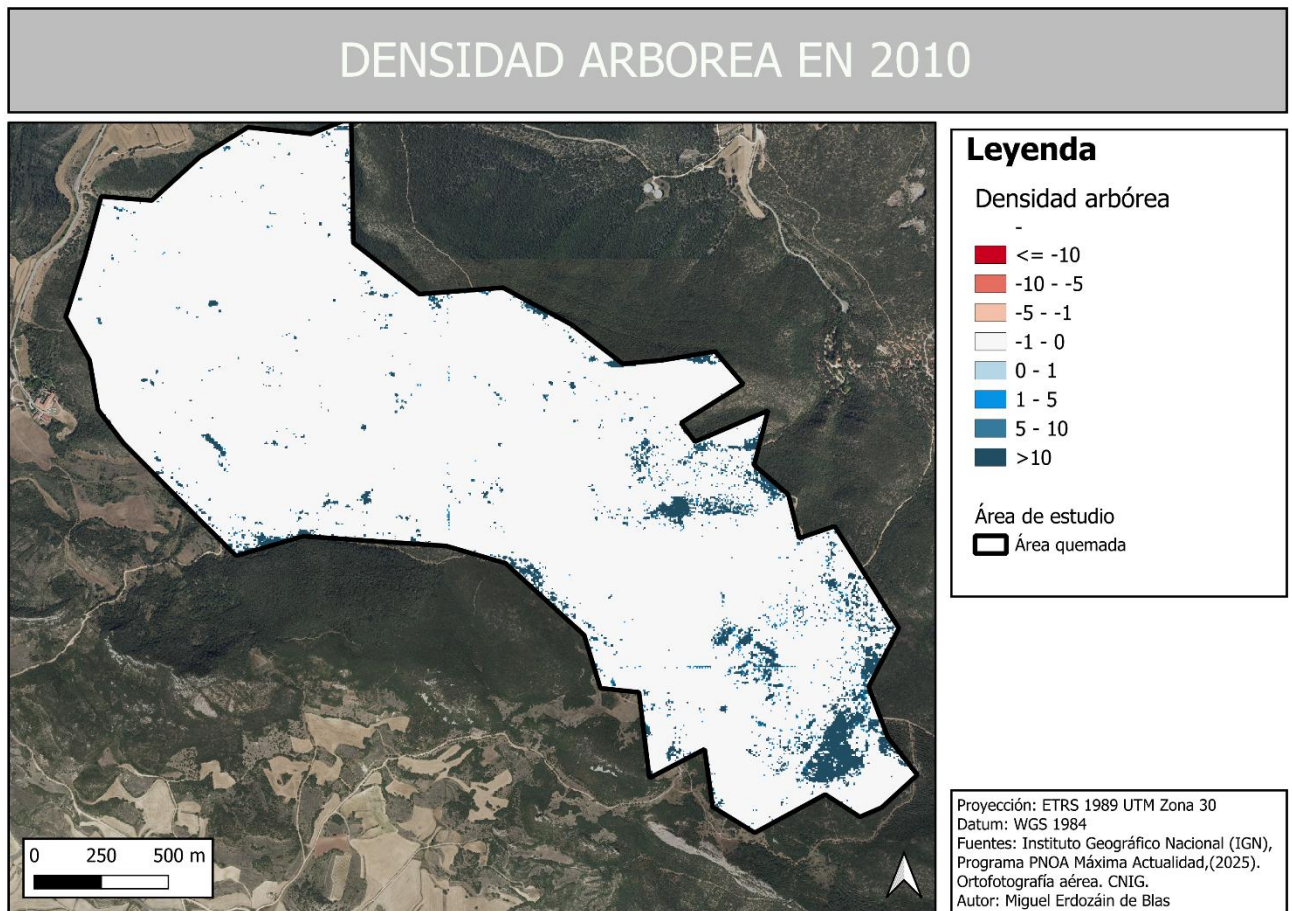 DENSIDAD ARBOREA EN 2010
Leyenda
Densidad arbórea
-
<= -10
-10 - -5
-5 - -1
-1 - 0
0 - 1
1 - 5
5 - 10
>10
Área de estudio
Área quemada
0 250 500 m
Proyección: ETRS 1989 UTM Zona 30
Datum: WGS 1984
Fuentes: Instituto Geográfico Nacional (IGN),
Programa PNOA Máxima Actualidad,(2025).
Ortofotografía aérea. CNIG.
Autor: Miguel Erdozáin de Blas